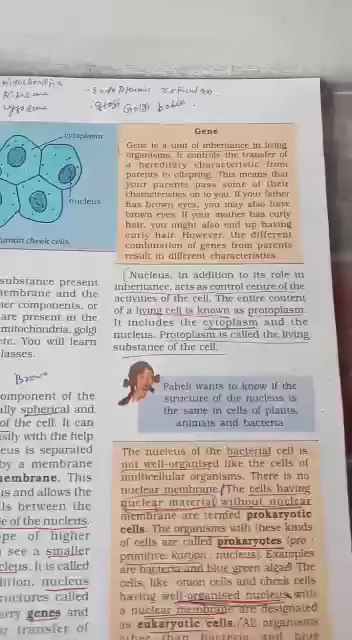 mitochondria
Ribosome
lysosome
Golgi bodies
cytoplasm
nucleus
human cheek cells
Gene
Gene is a unit of inheritance in living
organisms. It controls the transfer of
a hereditary characteristic from
parents to offspring. This means that
your parents pass some of their
characteristics on to you. If your father
has brown eyes, you may also have
brown eyes. If your mother has curly
hair, you might also end up having
curly hair. However, the different
combination of genes from parents
result in different characteristics
substance present
membrane and the
her components, or
are present in the
mitochondria, golgi
etc. You will learn
lasses.
Nucleus, in addition to its role in
inheritance, acts as control centre of the
activities of the cell. The entire content
of a living cell is known as protoplasm.
It includes the cytoplasm and the
nucleus. Protoplasm is called the living
substance of the cell.
Brown
Paheli wants to know if the
structure of the nucleus is
the same in cells of plants,
animals and bacteria
omponent of the
ally spherical and
of the cell. It can
sily with the help
eus is separated
by a membrane
membrane. This
us and allows the
ls between the
e of the nucleus.
pe of higher
see a smaller
cleus. It is called
dition, nucleus
ructures called
arry genes and
transfer of
The nucleus of the bacterial cell is
not well-organised like the cells of
multicellular organisms. There is no
nuclear membrane. The cells having
nuclear material without nuclear
membrane are termed prokaryotic
cells. The organisms with these kinds
of cells are called prokaryotes (pro :
primitive; karyon : nucleus). Examples
are bacteria and blue green algae. The
cells, like onion cells and cheek cells
having well-organised nucleus with
a nuclear membrane are designated
as eukaryotic cells. All organisms
other than bacteria and blue